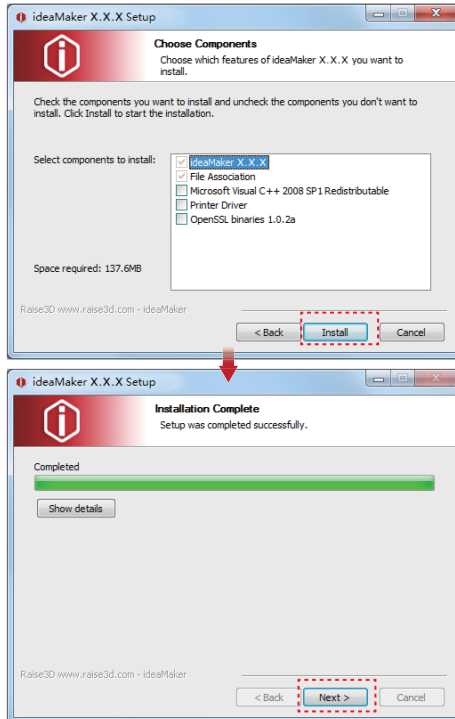 ideaMaker X.X.X Setup
Choose Components
Choose which features of ideaMaker X.X.X you want to
install.
Check the components you want to install and uncheck the components you don't want to
install. Click Install to start the installation.
Select components to install:
ideaMaker X.X.X
File Association
Microsoft Visual C++ 2008 SP1 Redistributable
Printer Driver
OpenSSL binaries 1.0.2a
Space required: 137.6MB
Raise3D www.raise3d.com - ideaMaker
< Back
Install
Cancel
ideaMaker X.X.X Setup
Installation Complete
Setup was completed successfully.
Completed
Show details
Raise3D www.raise3d.com - ideaMaker
< Back
Next >
Cancel